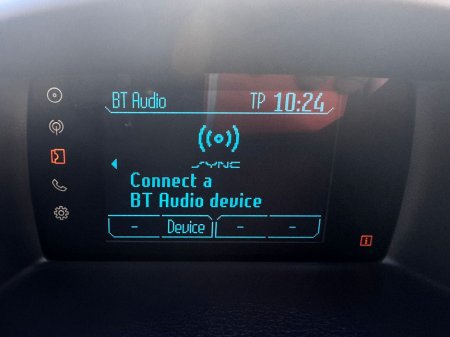 BT Audio TP 10:24
SYNC
Connect a
BT Audio device
- Device - -
i